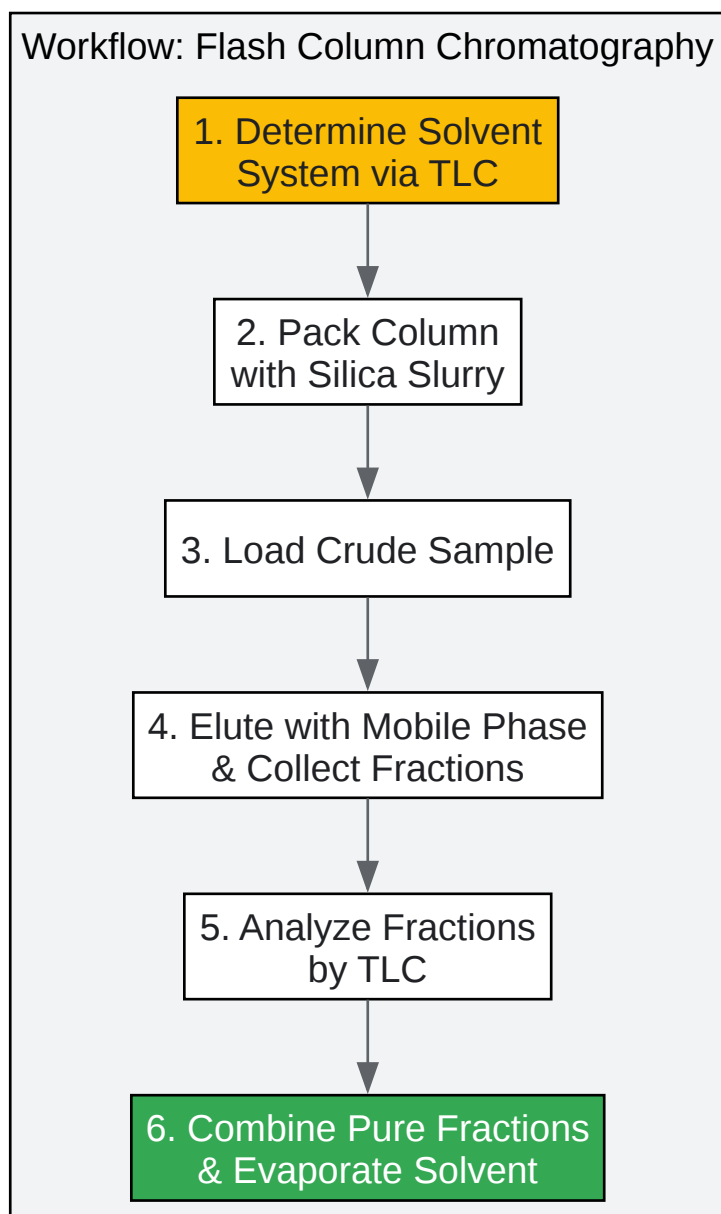 Workflow: Flash Column Chromatography
1. Determine Solvent
System via TLC
2. Pack Column
with Silica Slurry
3. Load Crude Sample
4. Elute with Mobile Phase
& Collect Fractions
5. Analyze Fractions
by TLC
6. Combine Pure Fractions
& Evaporate Solvent